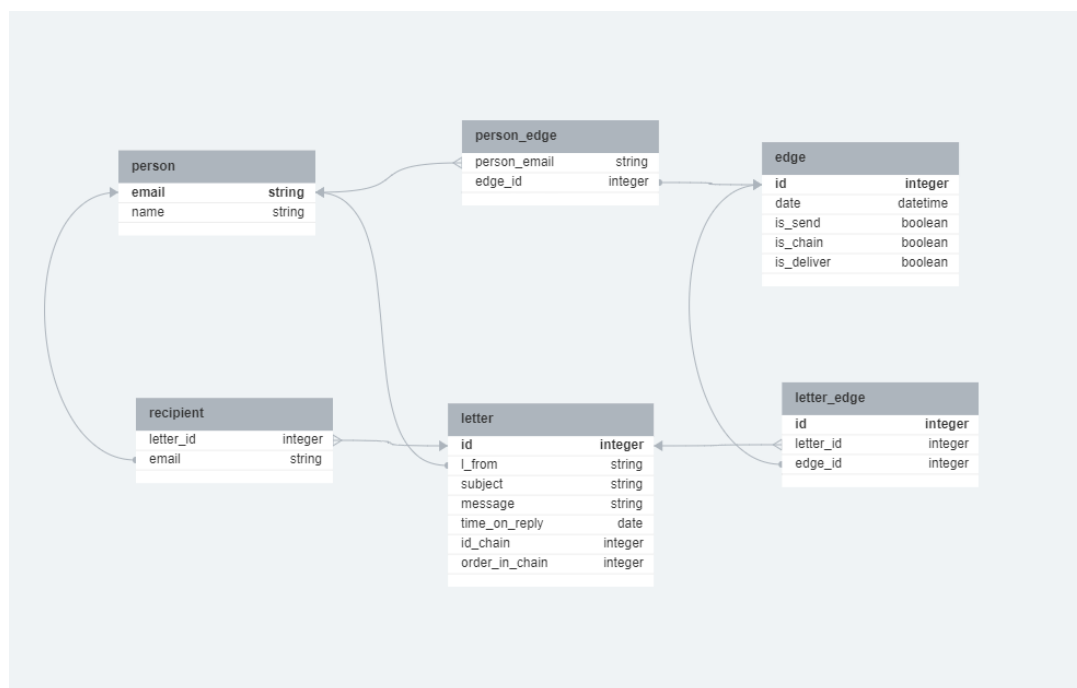 person
email string
name string
person_edge
person_email string
edge_id integer
edge
id integer
date datetime
is_send boolean
is_chain boolean
is_deliver boolean
recipient
letter_id integer
email string
letter
id integer
l_from string
subject string
message string
time_on_reply date
id_chain integer
order_in_chain integer
letter_edge
id integer
letter_id integer
edge_id integer